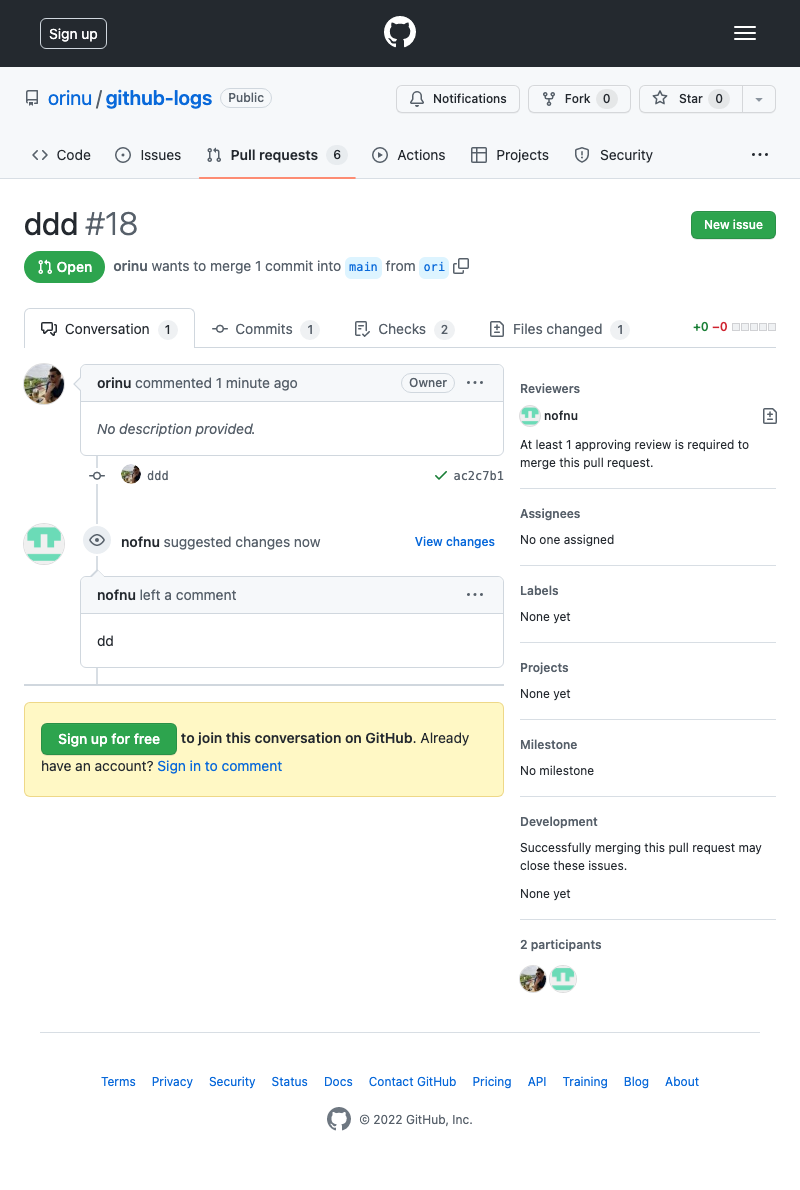 Sign up
orinu / github-logs Public
Notifications Fork 0 Star 0
Code Issues Pull requests 6 Actions Projects Security
ddd #18
New issue
Open orinu wants to merge 1 commit into main from ori
Conversation 1 Commits 1 Checks 2 Files changed 1 +0 −0
orinu commented 1 minute ago Owner
No description provided.
ddd ac2c7b1
nofnu suggested changes now View changes
nofnu left a comment
dd
Sign up for free to join this conversation on GitHub. Already
have an account? Sign in to comment
Reviewers
nofnu
At least 1 approving review is required to
merge this pull request.
Assignees
No one assigned
Labels
None yet
Projects
None yet
Milestone
No milestone
Development
Successfully merging this pull request may
close these issues.
None yet
2 participants
Terms Privacy Security Status Docs Contact GitHub Pricing API Training Blog About
© 2022 GitHub, Inc.